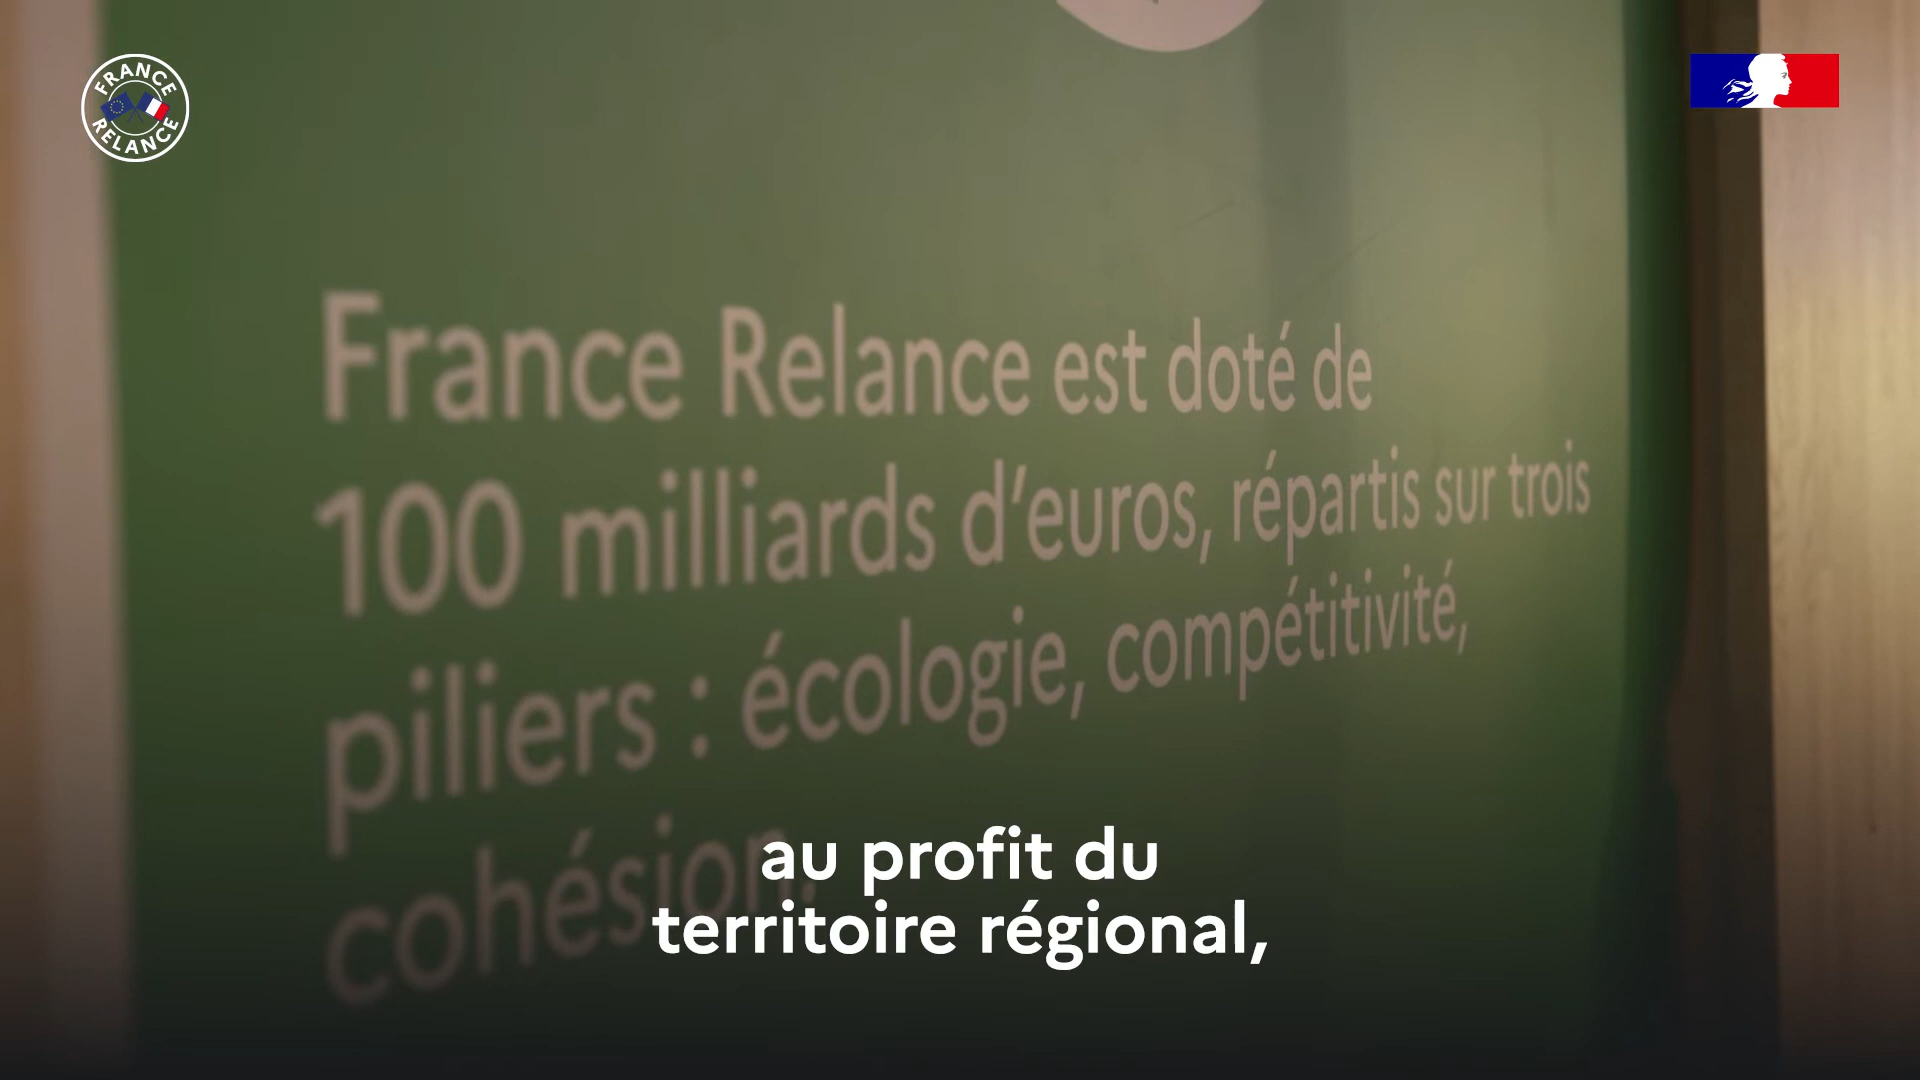 FRANCE
RELANCE
France Relance est doté de
100 milliards d'euros, répartis sur trois
piliers : écologie, compétitivité,
cohésion.
au profit du
territoire régional,